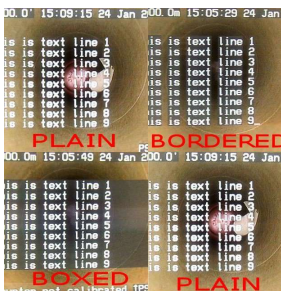 00.0' 15:09:15 24 Jan 2
is is text line 1
is is text line 2
is is text line 3
is is text line 4
is is text line 5
is is text line 6
is is text line 7
is is text line 8
is is text line 9
PLAIN
00.0m 15:05:29 24 Jan
is is text line 1
is is text line 2
is is text line 3
is is text line 4
is is text line 5
is is text line 6
is is text line 7
is is text line 8
is is text line 9
BORDERED
00.0m 15:05:49 24 Jan 2
is is text line 1
is is text line 2
is is text line 3
is is text line 4
is is text line 5
is is text line 6
is is text line 7
is is text line 8
is is text line 9
BOXED
not calibrated
00.0' 15:09:15 24 Jan
is is text line 1
is is text line 2
is is text line 3
is is text line 4
is is text line 5
is is text line 6
is is text line 7
is is text line 8
is is text line 9
PLAIN